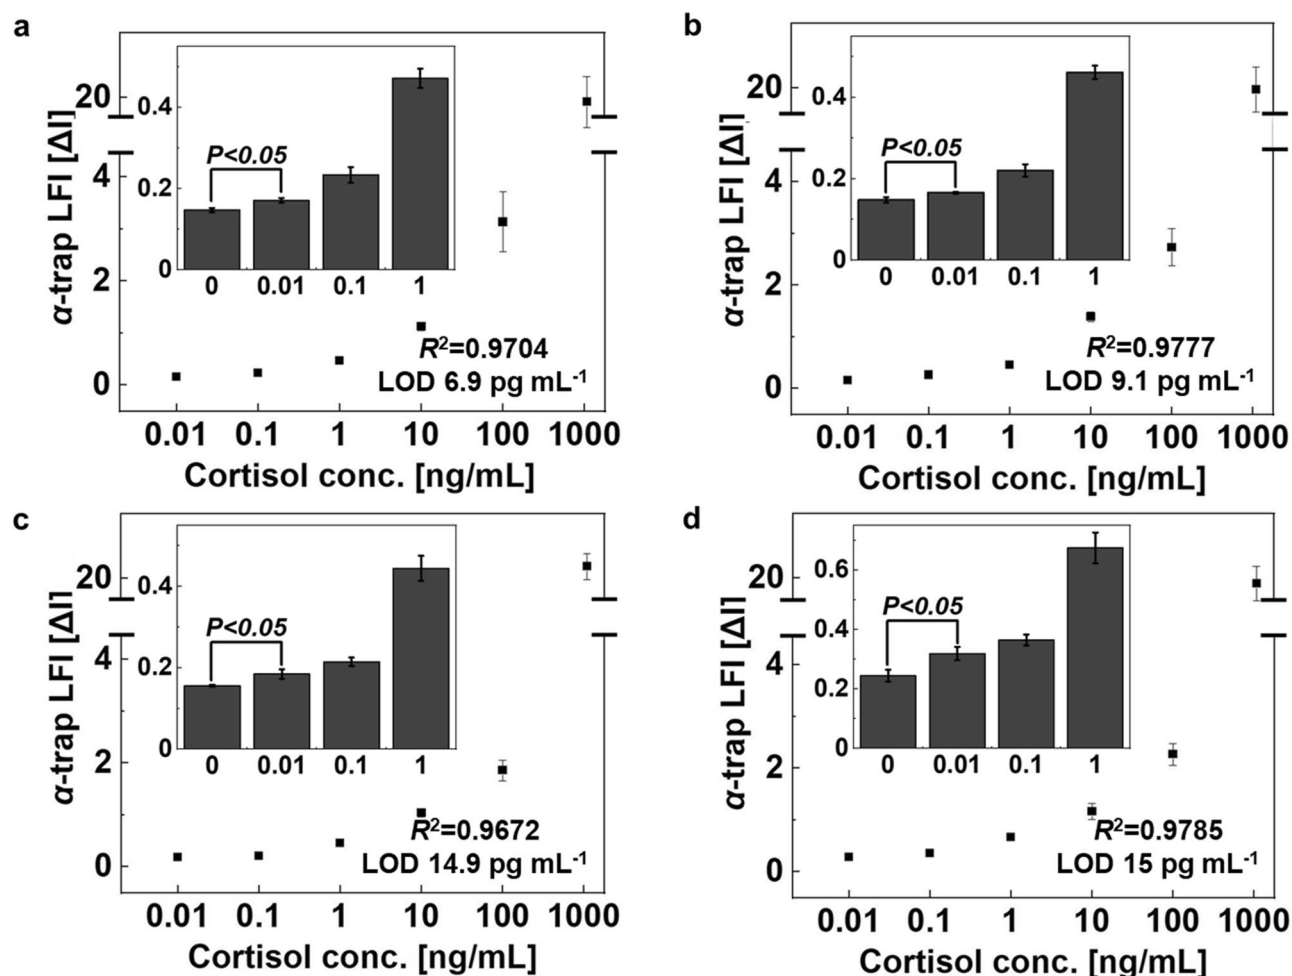 a
α-trap LFI [ΔI]
20
4
2
0
0.4
0.2
0
P<0.05
0 0.01 0.1 1
R²=0.9704
LOD 6.9 pg mL⁻¹
0.01 0.1 1 10 100 1000
Cortisol conc. [ng/mL]
b
α-trap LFI [ΔI]
20
4
2
0
0.4
0.2
0
P<0.05
0 0.01 0.1 1
R²=0.9777
LOD 9.1 pg mL⁻¹
0.01 0.1 1 10 100 1000
Cortisol conc. [ng/mL]
c
α-trap LFI [ΔI]
20
4
2
0
0.4
0.2
0
P<0.05
0 0.01 0.1 1
R²=0.9672
LOD 14.9 pg mL⁻¹
0.01 0.1 1 10 100 1000
Cortisol conc. [ng/mL]
d
α-trap LFI [ΔI]
20
4
2
0
0.6
0.4
0.2
0
P<0.05
0 0.01 0.1 1
R²=0.9785
LOD 15 pg mL⁻¹
0.01 0.1 1 10 100 1000
Cortisol conc. [ng/mL]